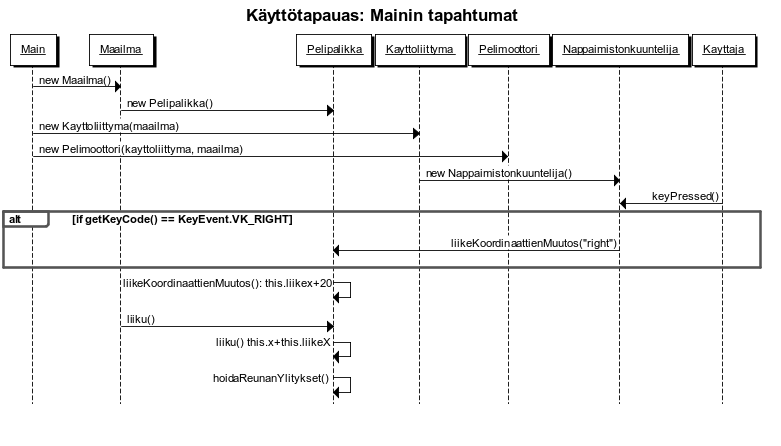 Käyttötapauas: Mainin tapahtumat
Main
Maailma
Pelipalikka
Kayttoliittyma
Pelimoottori
Nappaimistonkuuntelija
Kayttaja
new Maailma()
new Pelipalikka()
new Kayttoliittyma(maailma)
new Pelimoottori(kayttoliittyma, maailma)
new Nappaimistonkuuntelija()
keyPressed()
alt
[if getKeyCode() == KeyEvent.VK_RIGHT]
liikeKoordinaattienMuutos("right")
liikeKoordinaattienMuutos(): this.liikex+20
liiku()
liiku() this.x+this.liikeX
hoidaReunanYlitykset()